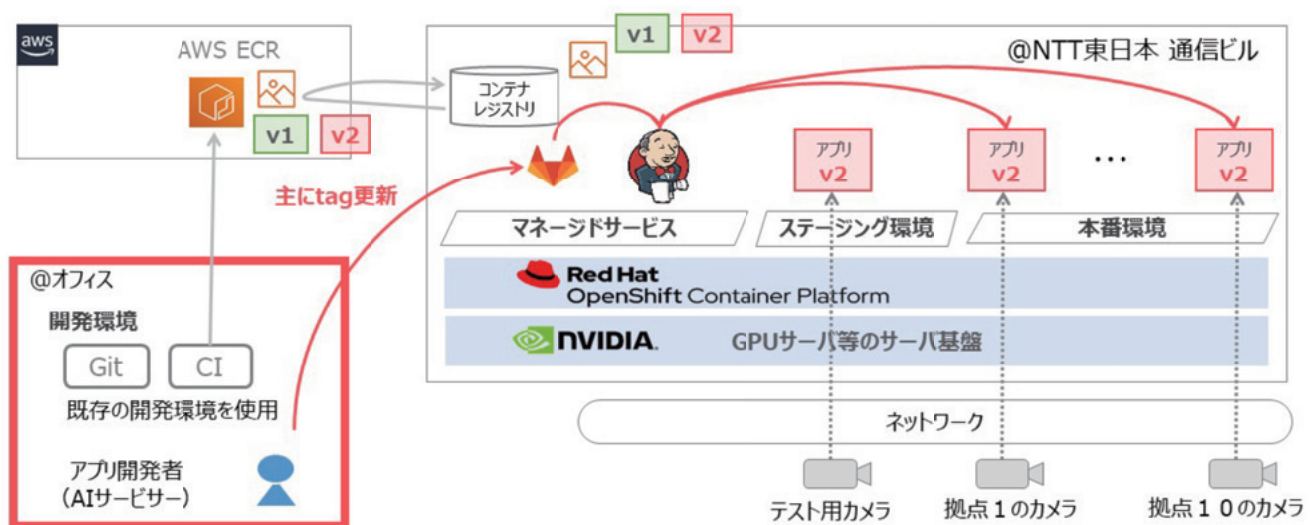 aws
AWS ECR
v1 v2
コンテナ
レジストリ
v1 v2
@NTT東日本 通信ビル
アプリ
v2
アプリ
v2
…
アプリ
v2
主にtag更新
マネージドサービス
ステージング環境
本番環境
Red Hat
OpenShift Container Platform
NVIDIA.
GPUサーバ等のサーバ基盤
@オフィス
開発環境
Git
CI
既存の開発環境を使用
アプリ開発者
(AIサービサー)
ネットワーク
テスト用カメラ
拠点1のカメラ
拠点10のカメラ